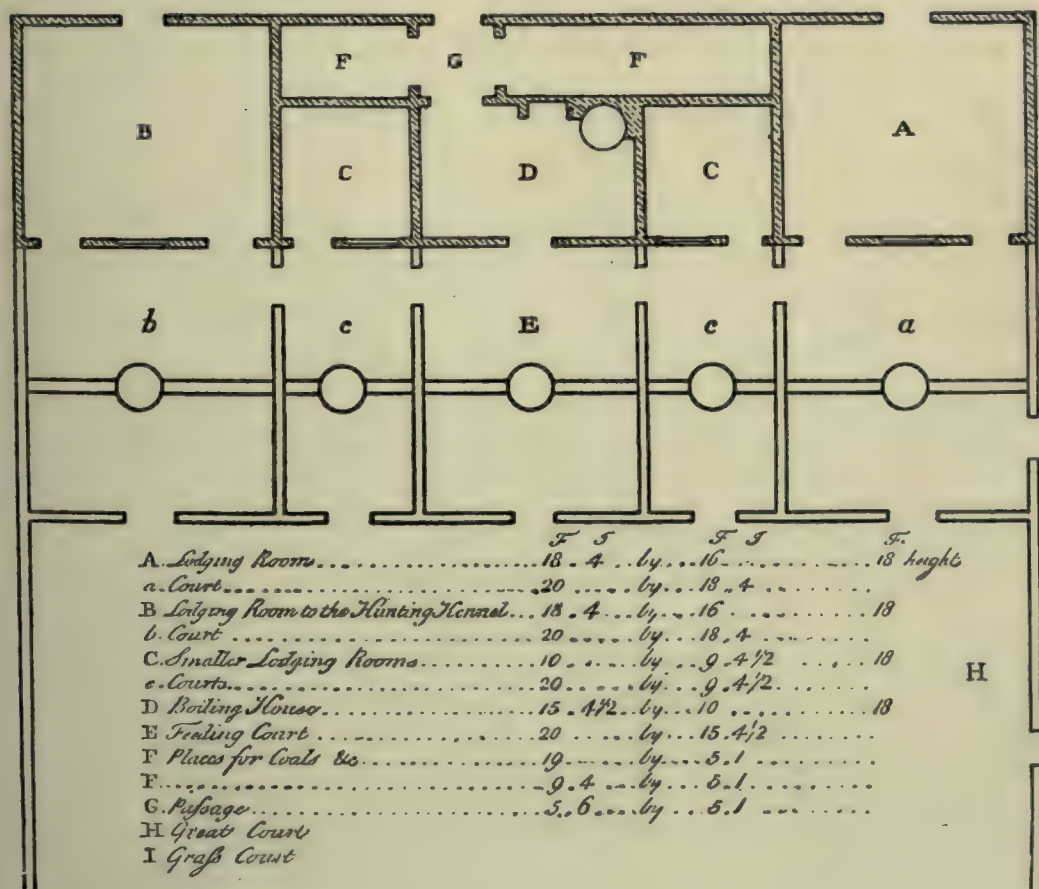 F G F
B A
C D C
b c E c a
F I F I F.
A. Lodging Room 18 . 4 by 16 18 height
a. Court 20 by 18 . 4
B Lodging Room to the Hunting Kennel 18 . 4 by 16 18
b. Court 20 by 18 . 4
C. Smaller Lodging Rooms 10 by 9 . 4 1/2 18
c. Courts 20 by 9 . 4 1/2
D Boiling House 15 . 4 1/2 by 10 18
E Feeding Court 20 by 15 . 4 1/2
F Places for Coals &c 19 by 5 . 1
F 9 . 4 by 5 . 1
G. Paſsage 5 . 6 by 5 . 1
H Great Court
I Graſs Court
H